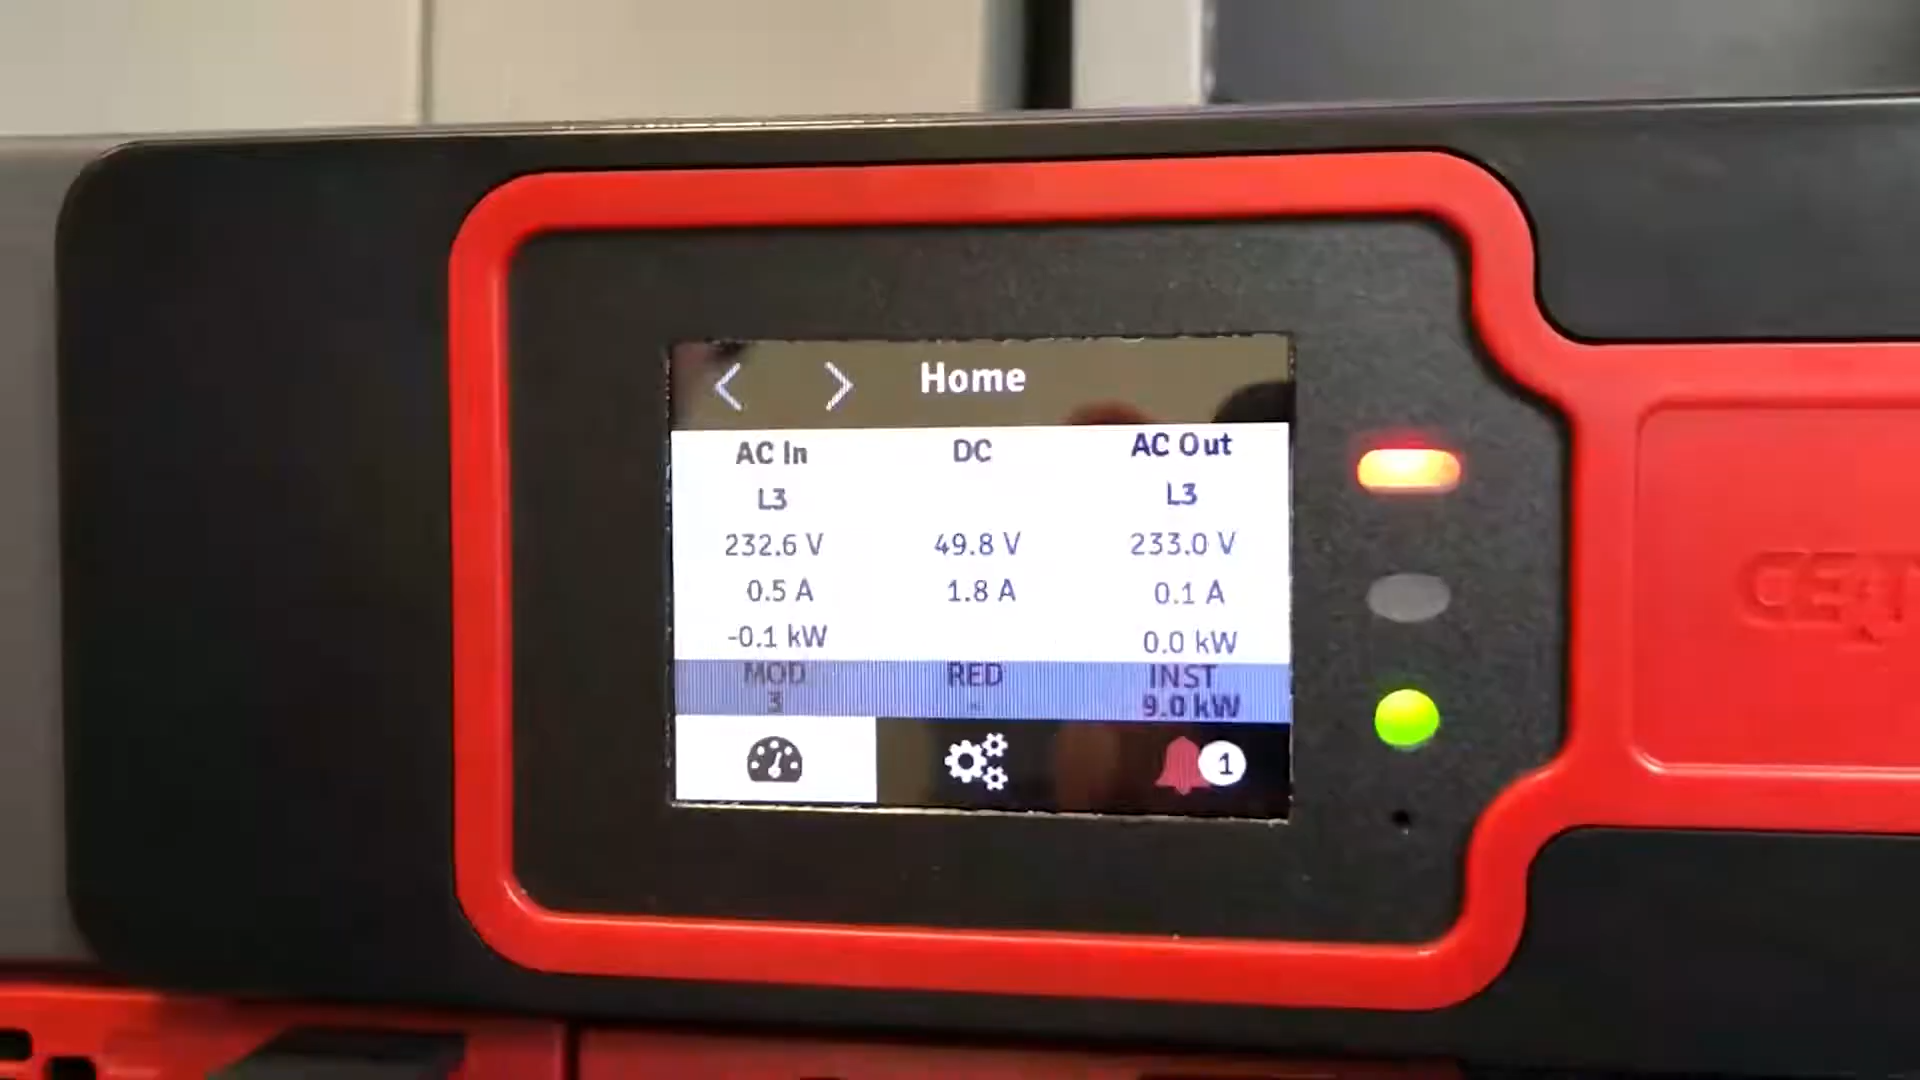 Home
AC In DC AC Out
L3 L3
232.6 V 49.8 V 233.0 V
0.5 A 1.8 A 0.1 A
-0.1 kW 0.0 kW
MOD RED INST
3 - 9.0 kW
1